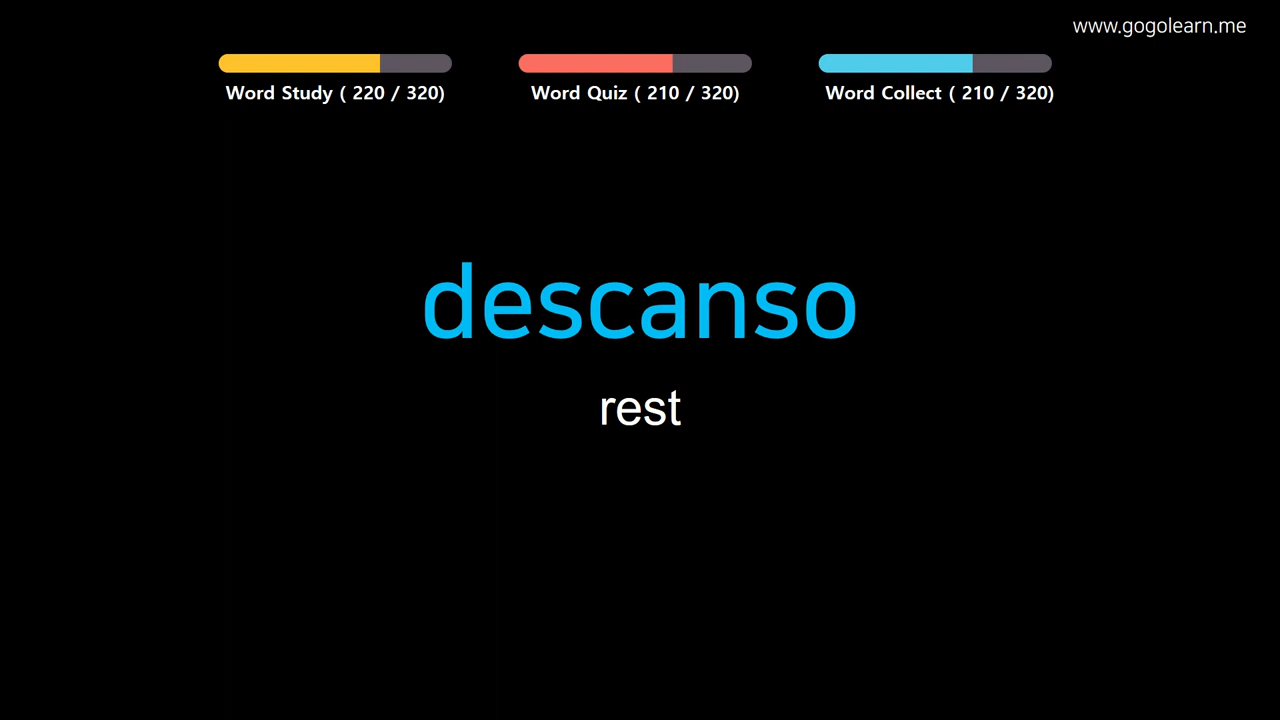 www.gogolearn.me
Word Study ( 220 / 320)
Word Quiz ( 210 / 320)
Word Collect ( 210 / 320)
descanso
rest